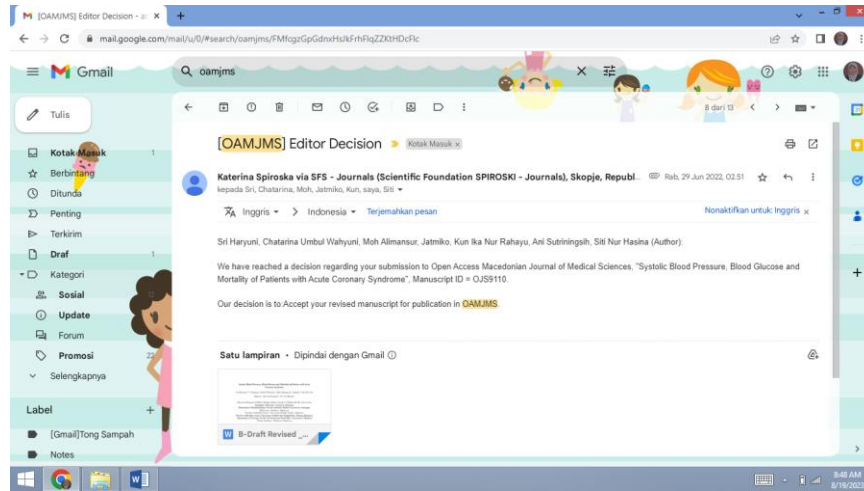 [OAMJMS] Editor Decision - a
mail.google.com/mail/u/0/#search/oamjms/FMfcgzGpGdnxHsJkFrhFlqZZKtHDcFlc
Gmail
oamjms
Tulis
8 dari 13
Kotak Masuk 1
Berbintang
Ditunda
Penting
Terkirim
Draf 1
Kategori
Sosial
Update
Forum
Promosi 22
Selengkapnya
Label
[Gmail]Tong Sampah
Notes
[OAMJMS] Editor Decision
Kotak Masuk x
Katerina Spiroska via SFS - Journals (Scientific Foundation SPIROSKI - Journals), Skopje, Republ.. Rab, 29 Jun 2022, 02.51
kepada Sri, Chatarina, Moh, Jatmiko, Kun, saya, Siti
Inggris > Indonesia Terjemahkan pesan Nonaktifkan untuk: Inggris x
Sri Haryuni, Chatarina Umbul Wahyuni, Moh Alimansur, Jatmiko, Kun Ika Nur Rahayu, Ani Sutriningsih, Siti Nur Hasina (Author):
We have reached a decision regarding your submission to Open Access Macedonian Journal of Medical Sciences, "Systolic Blood Pressure, Blood Glucose and
Mortality of Patients with Acute Coronary Syndrome", Manuscript ID = OJS9110.
Our decision is to:Accept your revised manuscript for publication in OAMJMS.
Satu lampiran • Dipindai dengan Gmail
W B-Draft Revised _...
8:48 AM
8/19/2023